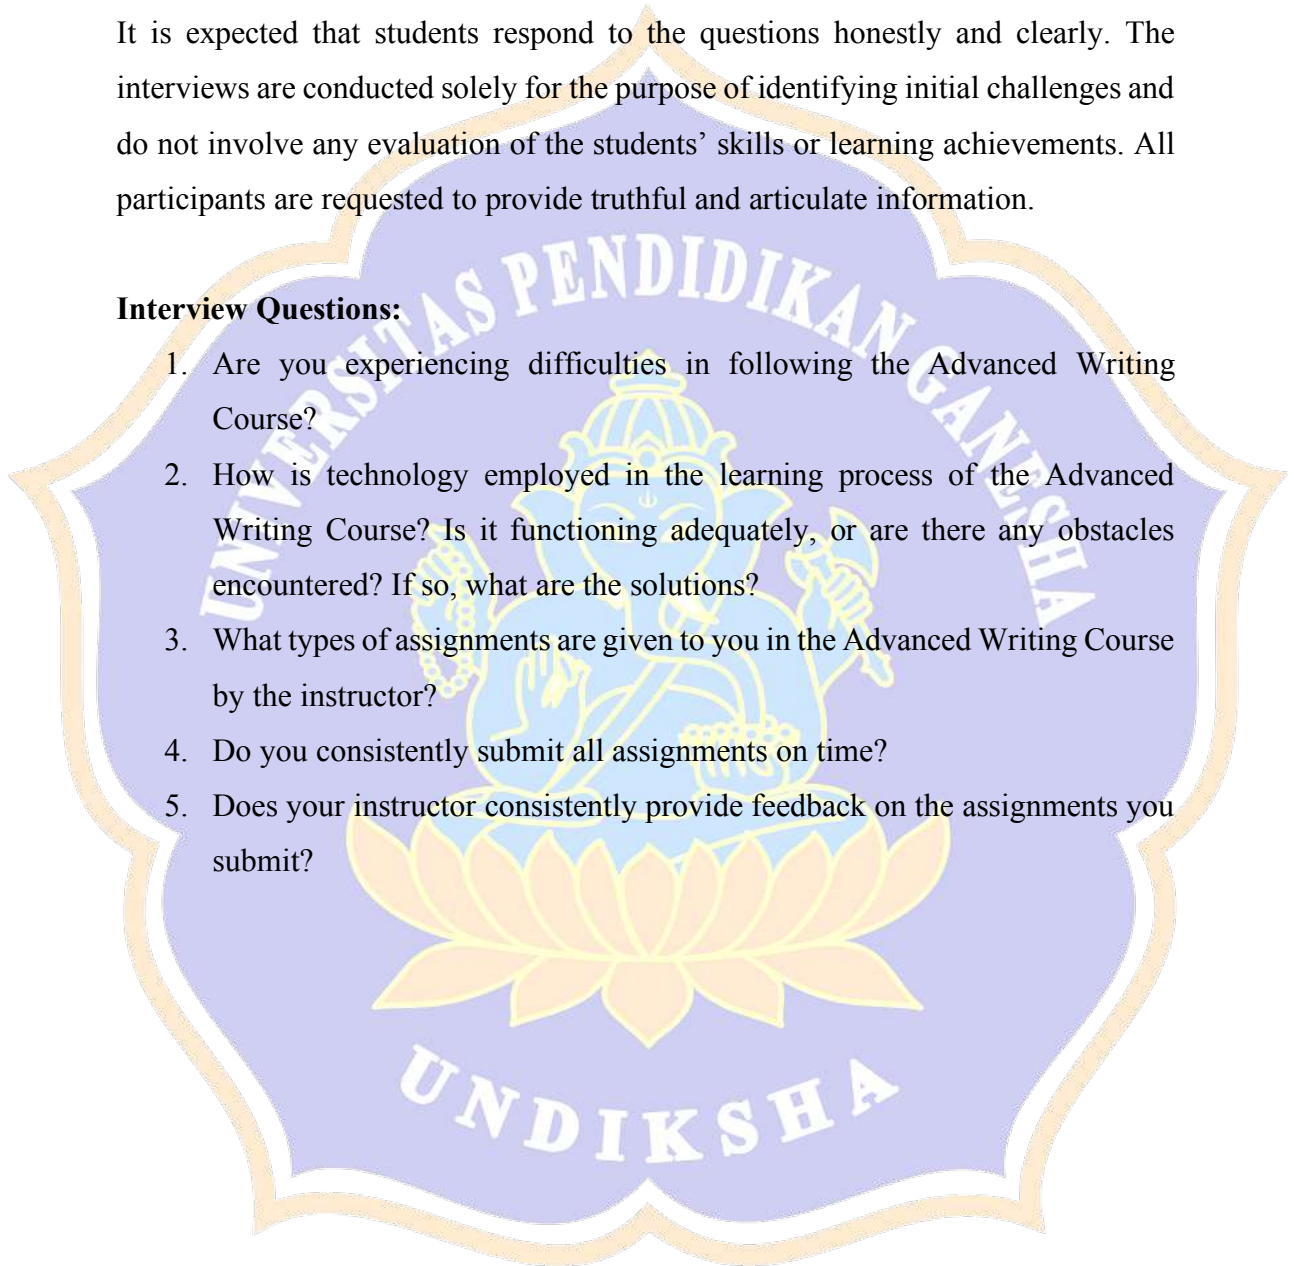 It is expected that students respond to the questions honestly and clearly. The
interviews are conducted solely for the purpose of identifying initial challenges and
do not involve any evaluation of the students’ skills or learning achievements. All
participants are requested to provide truthful and articulate information.
UNIVERSITAS PENDIDIKAN GANESHA
Interview Questions:
1. Are you experiencing difficulties in following the Advanced Writing
Course?
2. How is technology employed in the learning process of the Advanced
Writing Course? Is it functioning adequately, or are there any obstacles
encountered? If so, what are the solutions?
3. What types of assignments are given to you in the Advanced Writing Course
by the instructor?
4. Do you consistently submit all assignments on time?
5. Does your instructor consistently provide feedback on the assignments you
submit?
UNDIKSHA